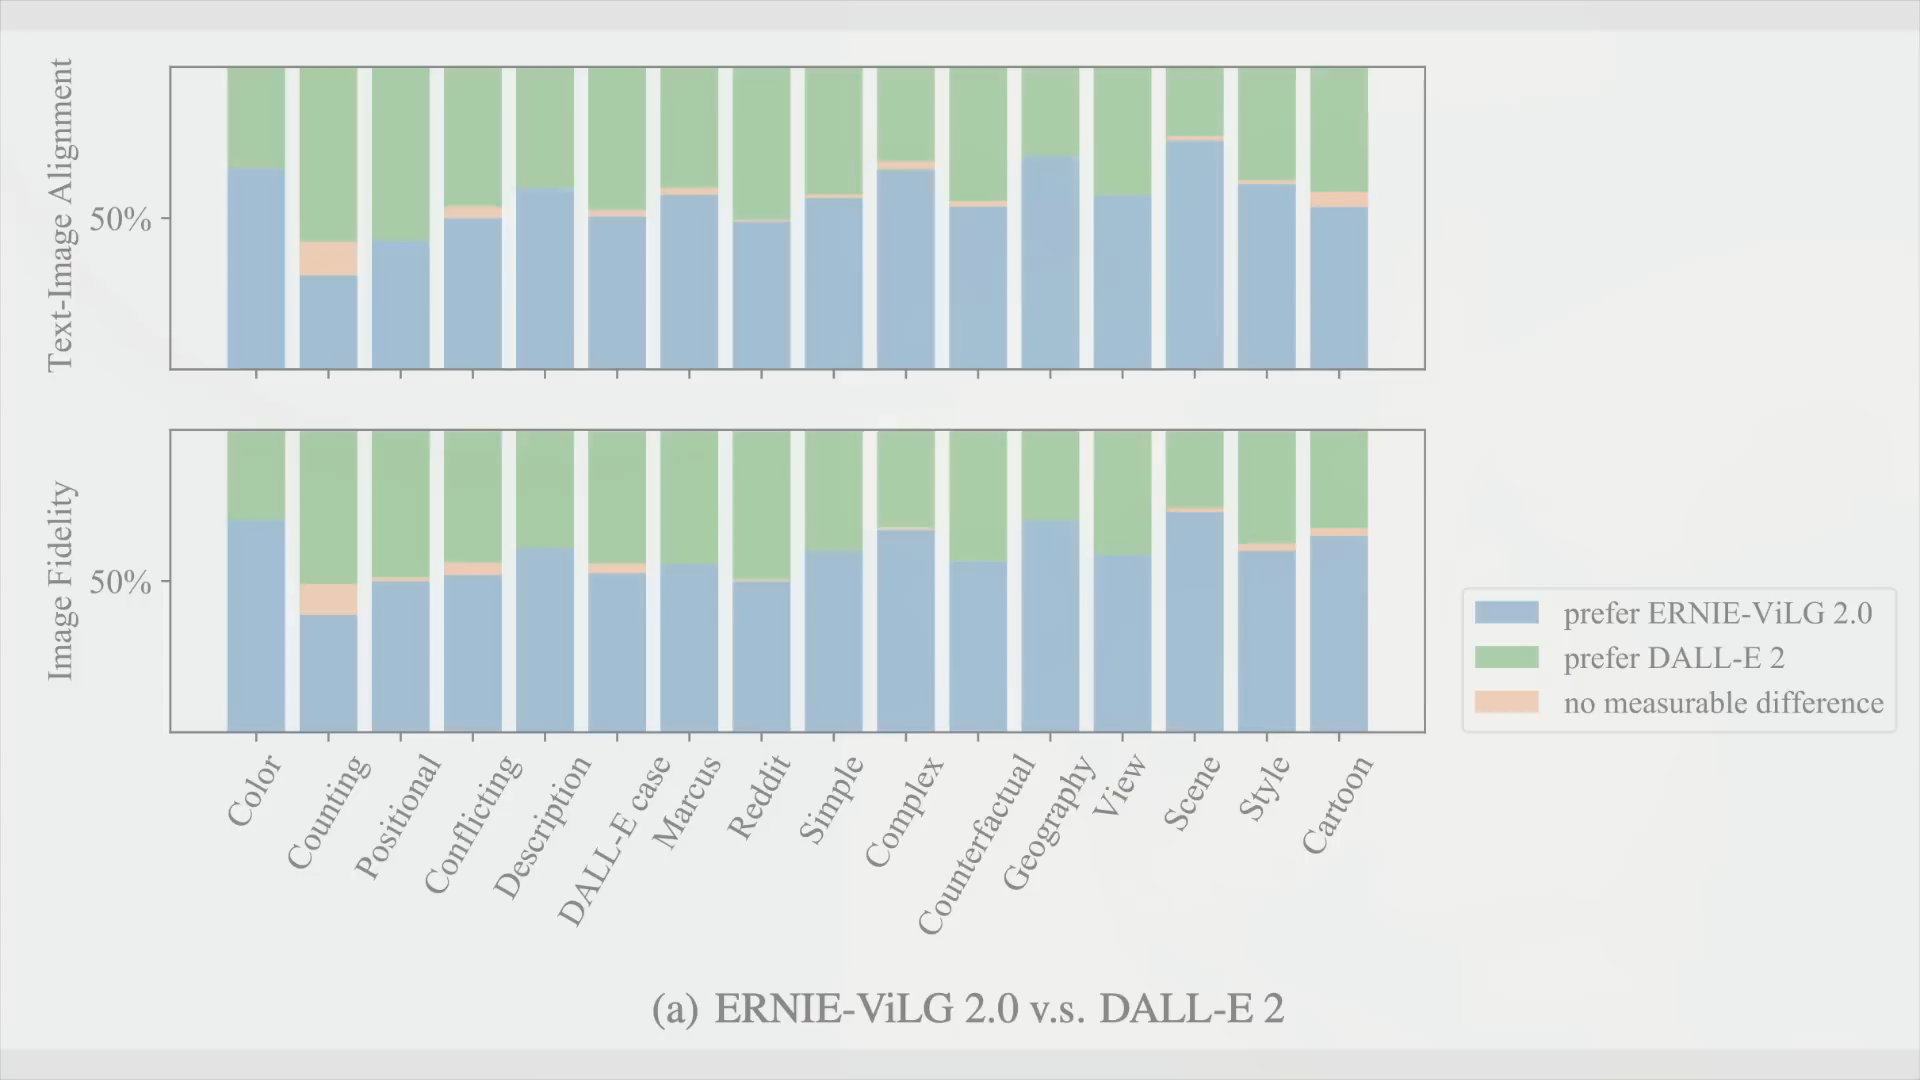 Text-Image Alignment
50%
Image Fidelity
50%
prefer ERNIE-ViLG 2.0
prefer DALL-E 2
no measurable difference
Color
Counting
Positional
Conflicting
Description
DALL-E case
Marcus
Reddit
Simple
Complex
Counterfactual
Geography
View
Scene
Style
Cartoon
(a) ERNIE-ViLG 2.0 v.s. DALL-E 2